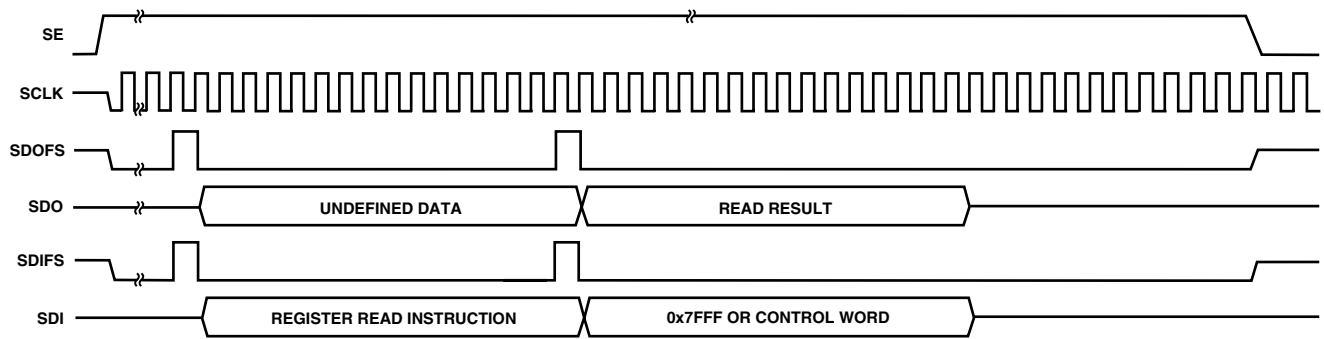 SE
SCLK
SDOFS
SDO UNDEFINED DATA READ RESULT
SDIFS
SDI REGISTER READ INSTRUCTION 0x7FFF OR CONTROL WORD